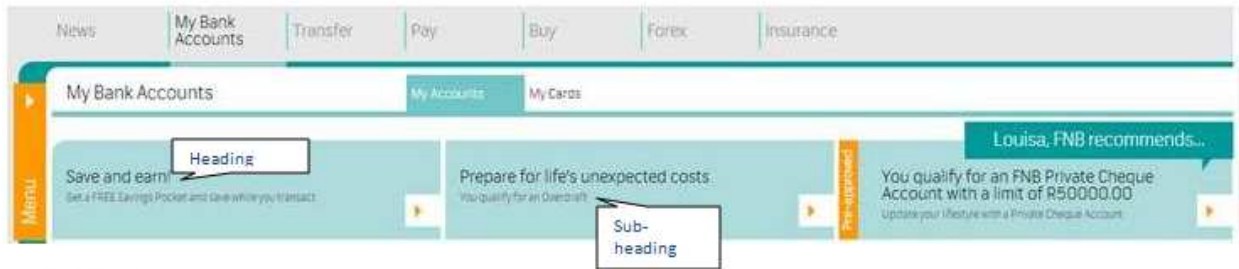 News
My Bank Accounts
Transfer
Pay
Buy
Forex
Insurance
My Bank Accounts
My Accounts
My Cards
Louisa, FNB recommends...
Menu
Save and earn!
Get a FREE Savings Pocket and save while you transact
Heading
Prepare for life's unexpected costs
You qualify for an Overdraft
Sub-
heading
Pre-approved
You qualify for an FNB Private Cheque
Account with a limit of R50000.00
Update your lifestyle with a Private Cheque Account